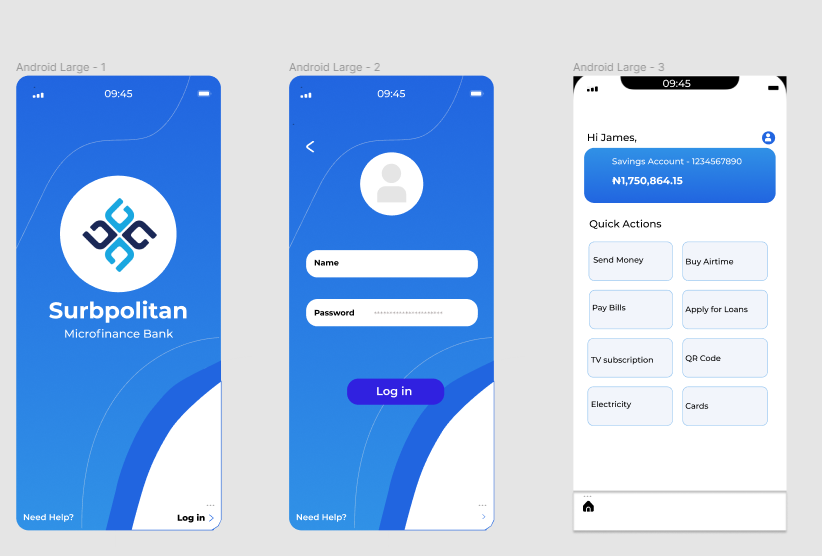 Android Large - 1
09:45
Surbpolitan
Microfinance Bank
Need Help?
Log in >
Android Large - 2
09:45
<
Name
Password ***********************
Log in
Need Help?
>
Android Large - 3
09:45
Hi James,
Savings Account - 1234567890
₦1,750,864.15
Quick Actions
Send Money
Buy Airtime
Pay Bills
Apply for Loans
TV subscription
QR Code
Electricity
Cards